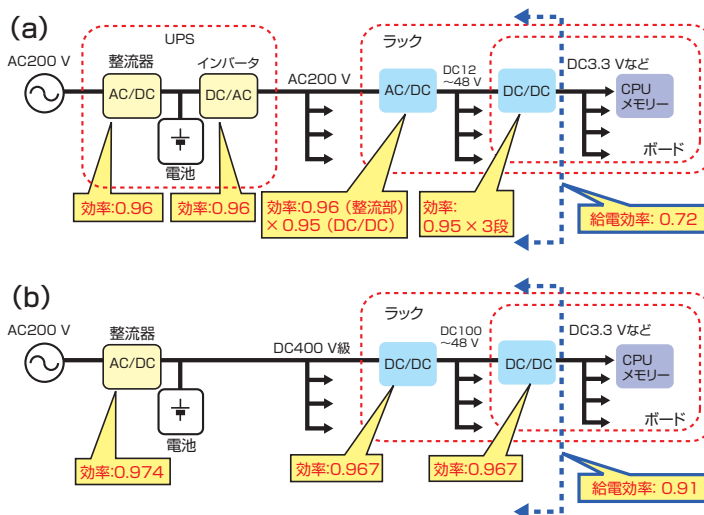 (a)
UPS
ラック
AC200 V
整流器
インバータ
AC200 V
DC12
～48 V
DC3.3 Vなど
AC/DC
DC/AC
AC/DC
DC/DC
CPU
メモリー
電池
ボード
効率:0.96
効率:0.96
効率:0.96（整流部）
×0.95（DC/DC）
効率:
0.95×3段
給電効率: 0.72
(b)
ラック
AC200 V
整流器
DC400 V級
DC100
～48 V
DC3.3 Vなど
AC/DC
DC/DC
DC/DC
CPU
メモリー
電池
ボード
効率:0.974
効率:0.967
効率:0.967
給電効率: 0.91